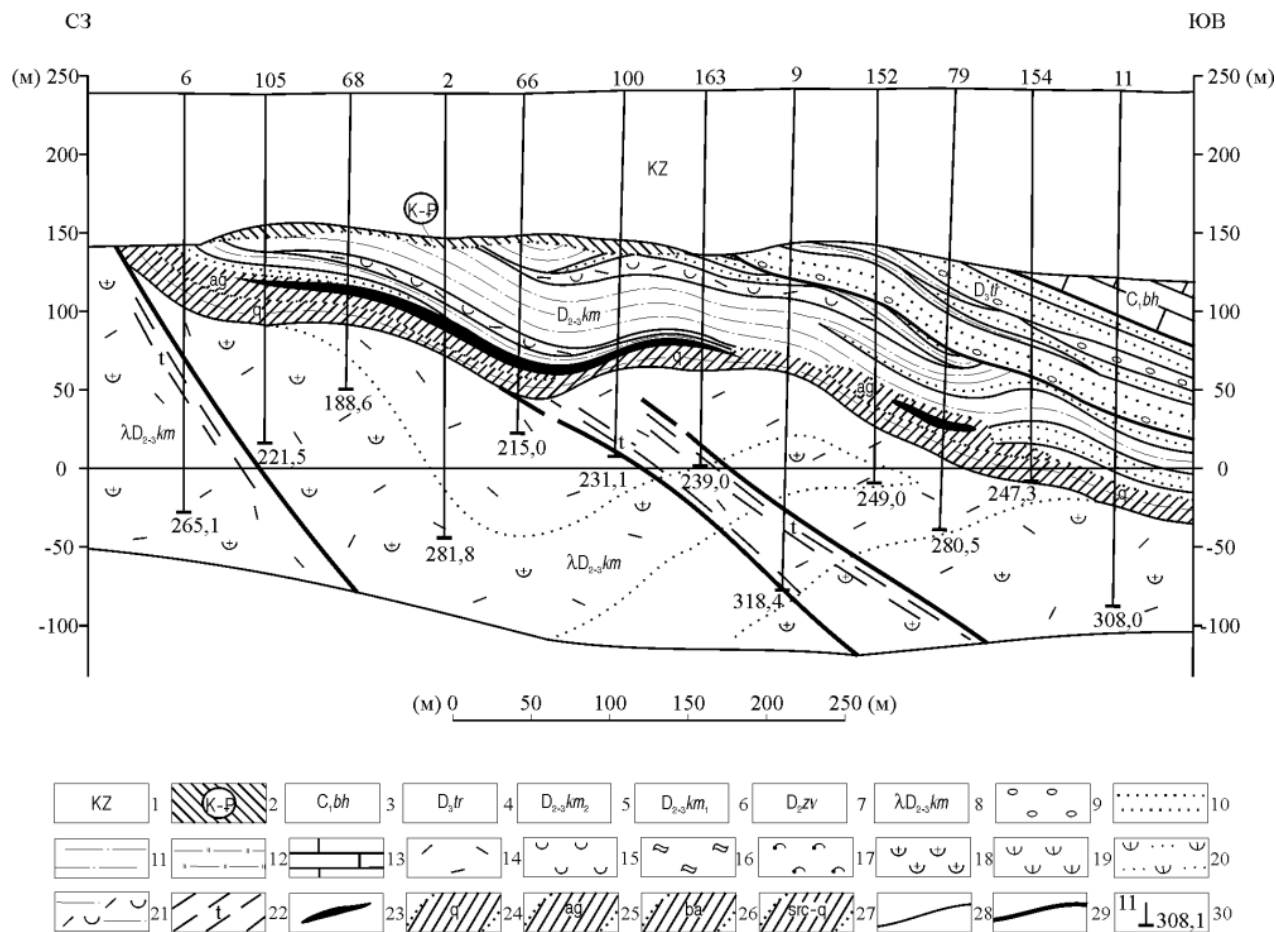 СЗ ЮВ
(м) 250 6 105 68 2 66 100 163 9 152 79 154 11 250 (м)
200 KZ 200
К-Р
150 150
ag D₃tr
100 q D₂₋₃km C₁bh 100
t q ag
50 188,6 50
λD₂₋₃km 221,5 215,0 t
0 231,1 239,0 249,0 247,3 q 0
265,1 281,8 t 280,5
-50 λD₂₋₃km -50
318,4 308,0
-100 -100
(м) 0 50 100 150 200 250 (м)
KZ 1 К-Р 2 C₁bh 3 D₃tr 4 D₂₋₃km₂ 5 D₂₋₃km₁ 6 D₂zv 7 λD₂₋₃km 8 9 10
11 12 13 14 15 16 17 18 19 20
21 t 22 23 q 24 ag 25 pa 26 src-q 27 28 29 11 308,1 30